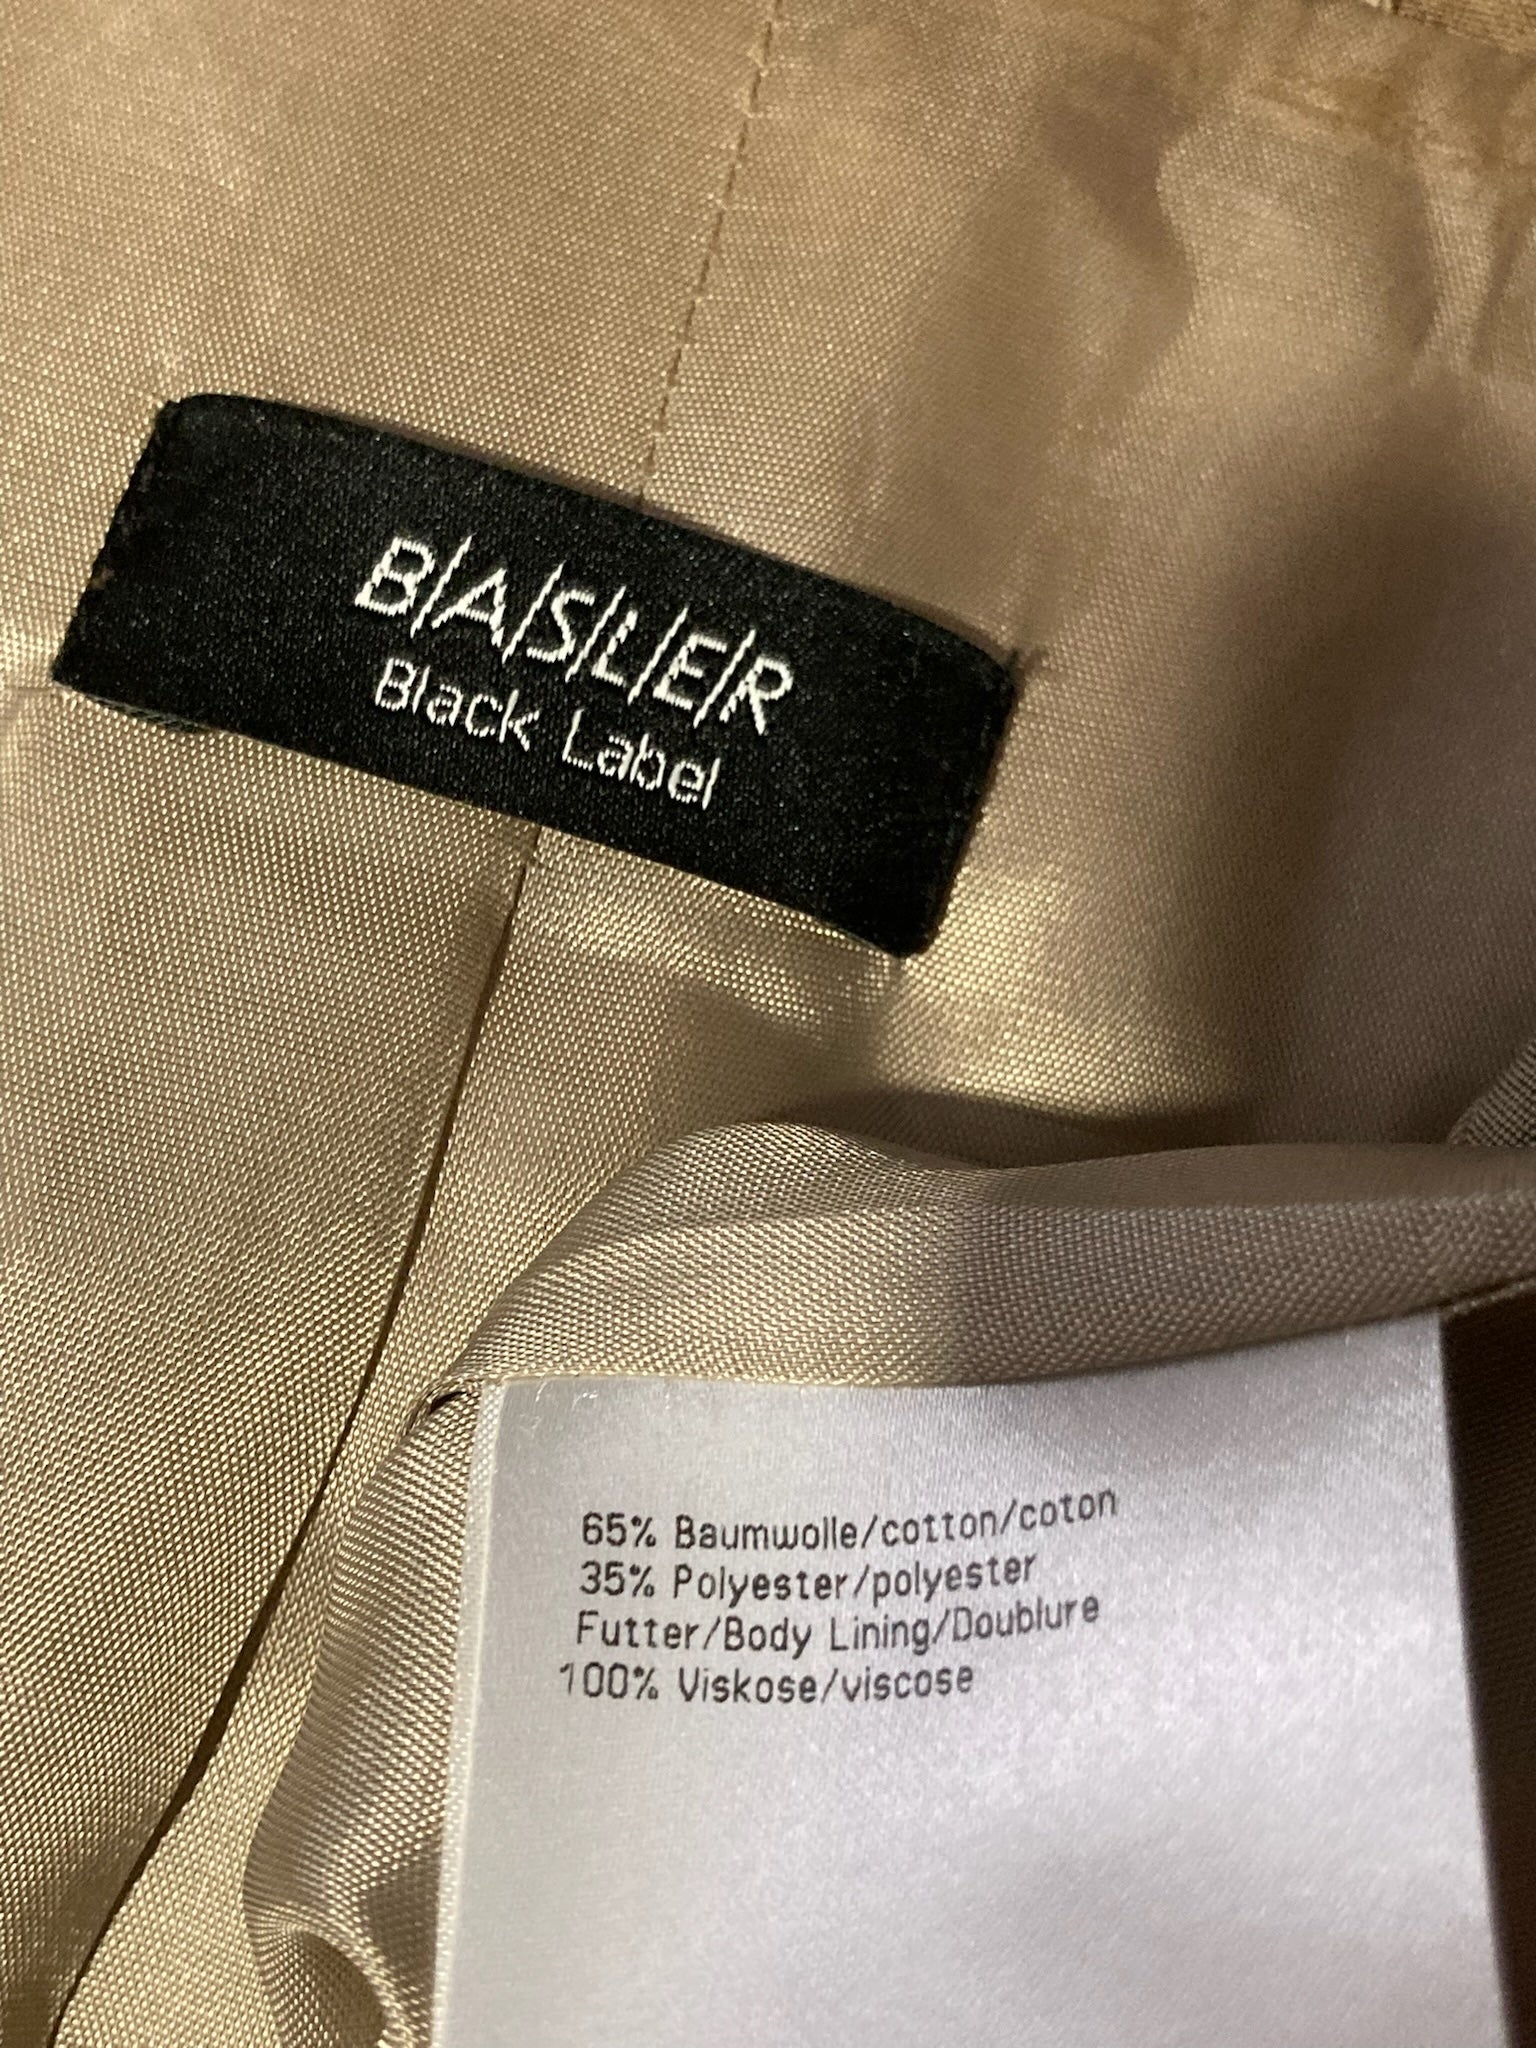 B/A/S/L/E/R
Black Label
65% Baumwolle/cotton/coton
35% Polyester/polyester
Futter/Body Lining/Doublure
100% Viskose/viscose